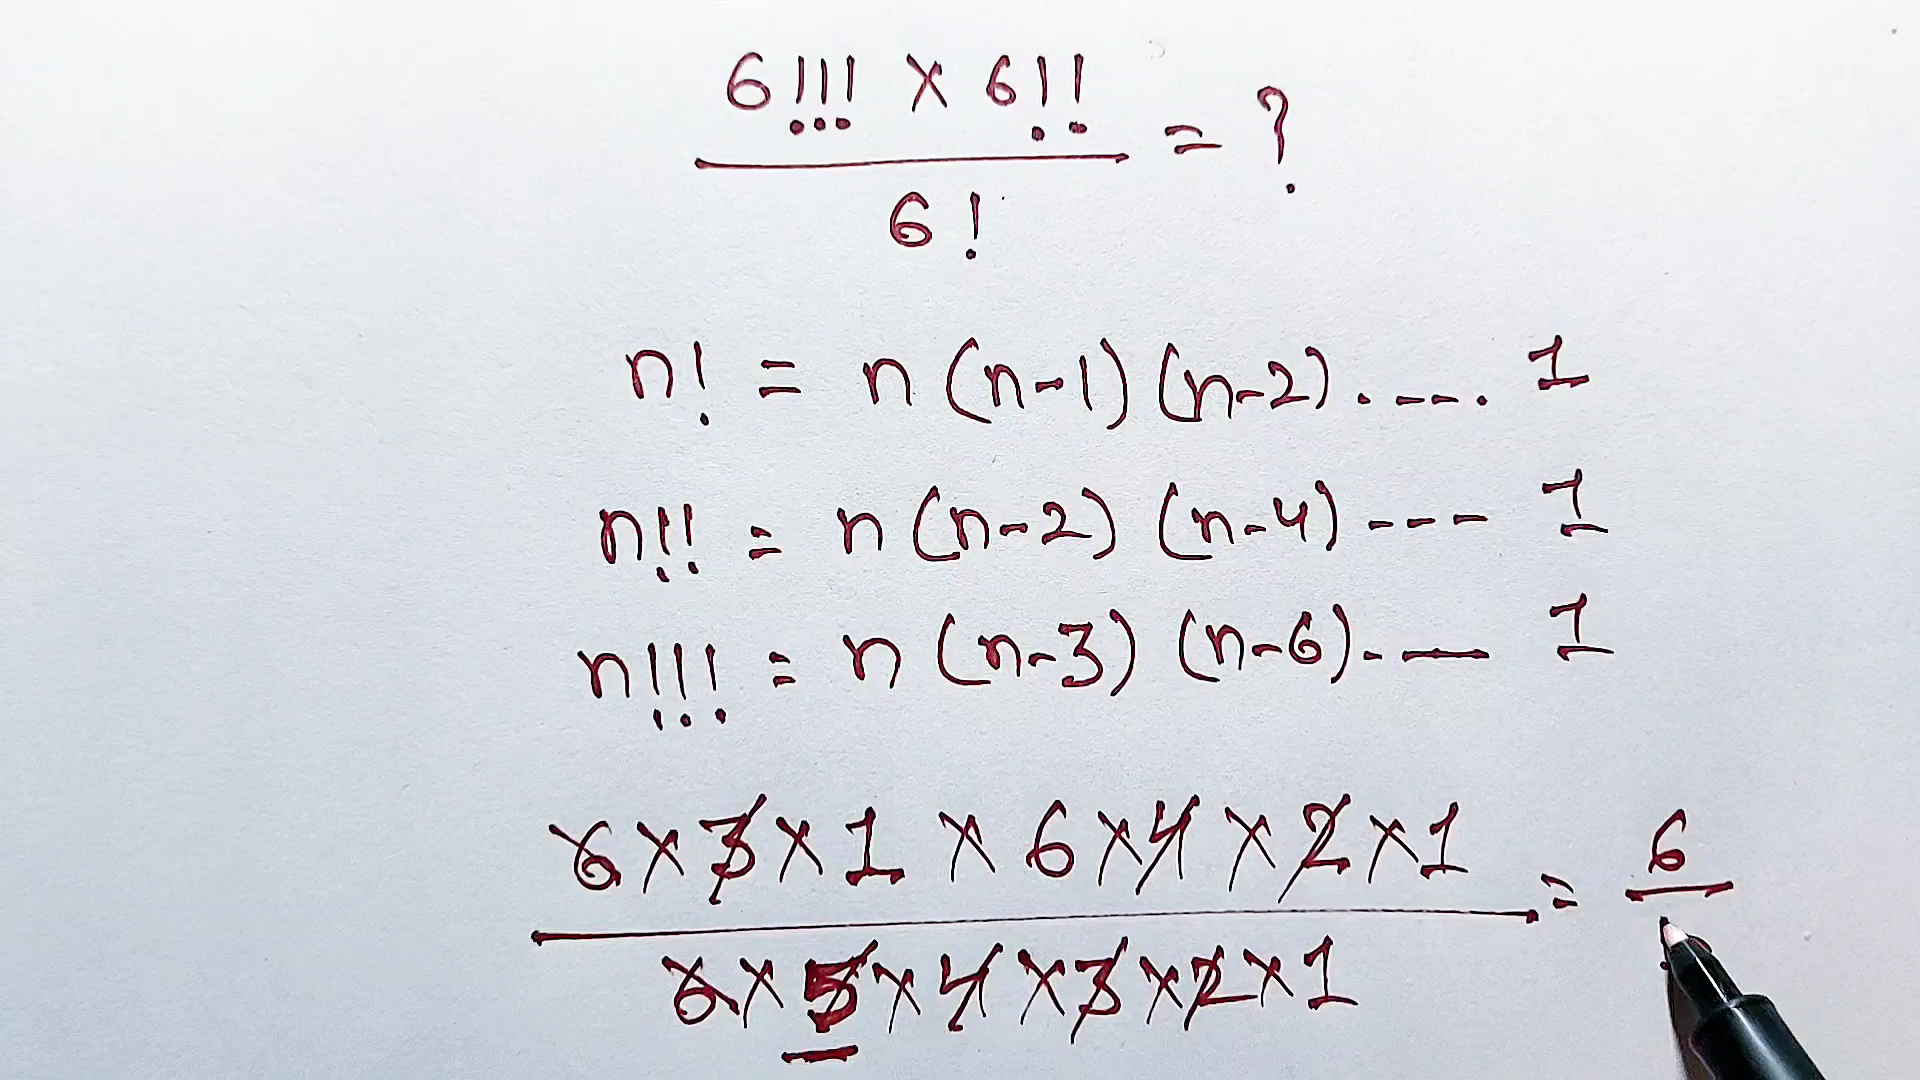 6!!! × 6!!
6!
= ?
n! = n(n-1)(n-2)..... 1
n!! = n(n-2)(n-4)--- 1
n!!! = n(n-3)(n-6)--- 1
6×3×1 × 6×4×2×1
6×5×4×3×2×1
= 6